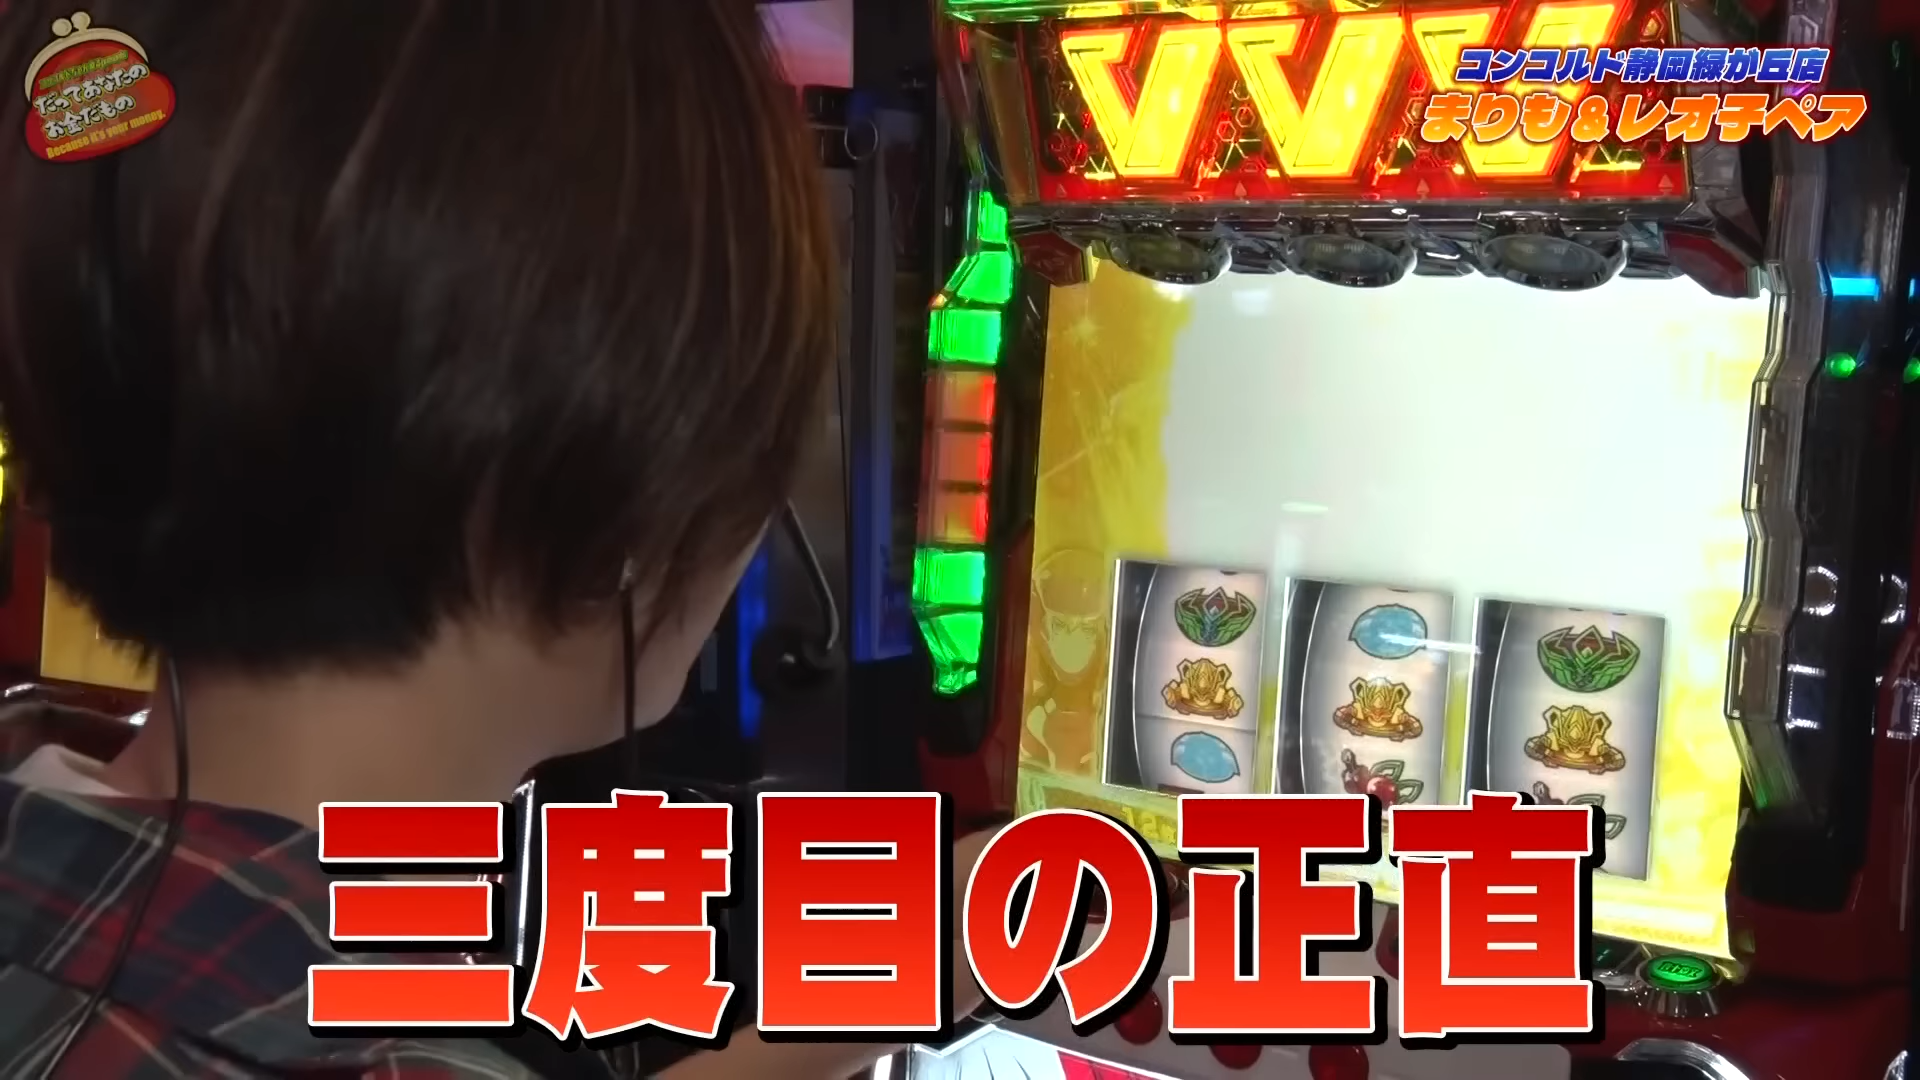 だってあなたの
お金だもの
Because it's your money.
VVV
コンコルド静岡緑が丘店
まりも&レオ子ペア
三度目の正直